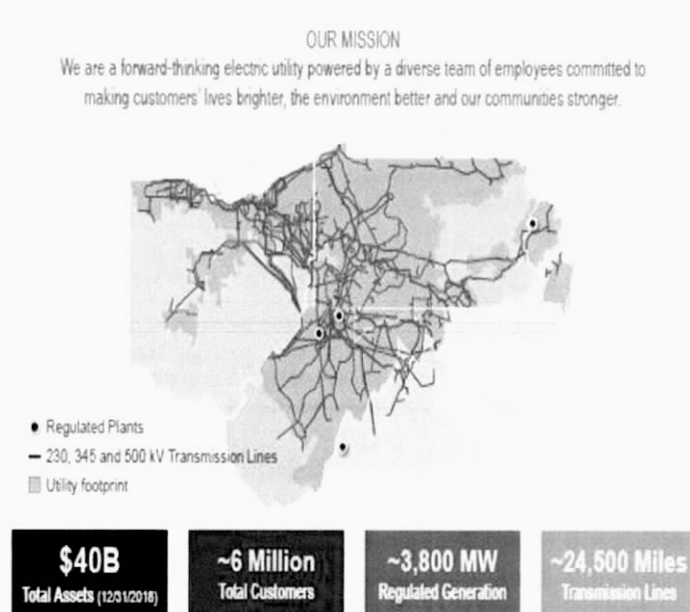 OUR MISSION
We are a forward-thinking electric utility powered by a diverse team of employees committed to
making customers' lives brighter, the environment better and our communities stronger.
Regulated Plants
230, 345 and 500 kV Transmission Lines
Utility footprint
$40B
Total Assets (12/31/2018)
~6 Million
Total Customers
~3,800 MW
Regulated Generation
~24,500 Miles
Transmission Lines